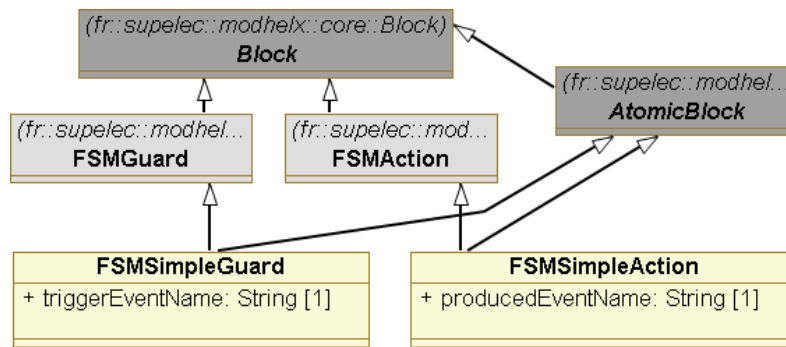 (fr::supelec::modhelx::core::Block)
Block
(fr::supelec::modhel...
AtomicBlock
(fr::supelec::modhel...
FSMGuard
(fr::supelec::mod...
FSMAction
FSMSimpleGuard
+ triggerEventName: String [1]
FSMSimpleAction
+ producedEventName: String [1]